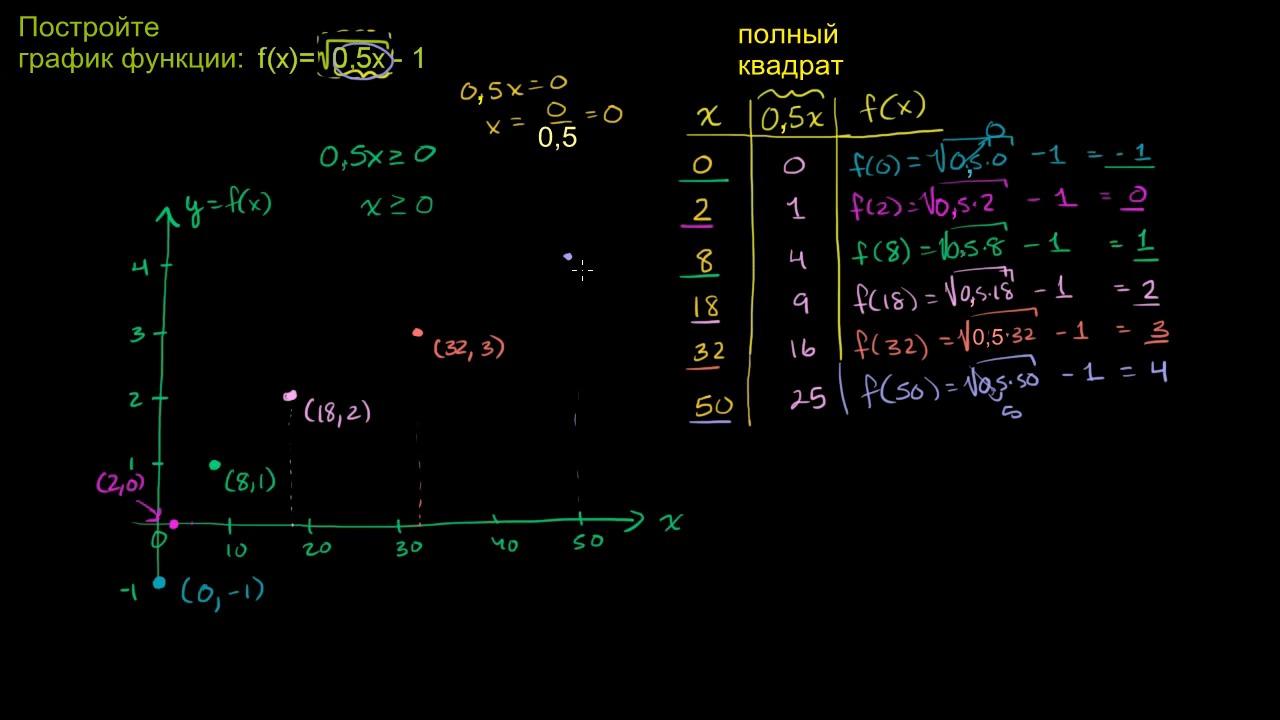 Постройте
график функции: f(x)=√0,5x - 1
0,5x = 0
x = 0/0,5 = 0
0,5x ≥ 0
x ≥ 0
y=f(x)
4
3
2
1
0
-1
10 20 30 40 50 x
(2,0)
(8,1)
(18,2)
(32,3)
(0,-1)
полный
квадрат
x 0,5x f(x)
0
0 0 f(0) = √0,5·0 - 1 = -1
2 1 f(2) = √0,5·2 - 1 = 0
8 4 f(8) = √0,5·8 - 1 = 1
18 9 f(18) = √0,5·18 - 1 = 2
32 16 f(32) = √0,5·32 - 1 = 3
50 25 f(50) = √0,5·50 - 1 = 4